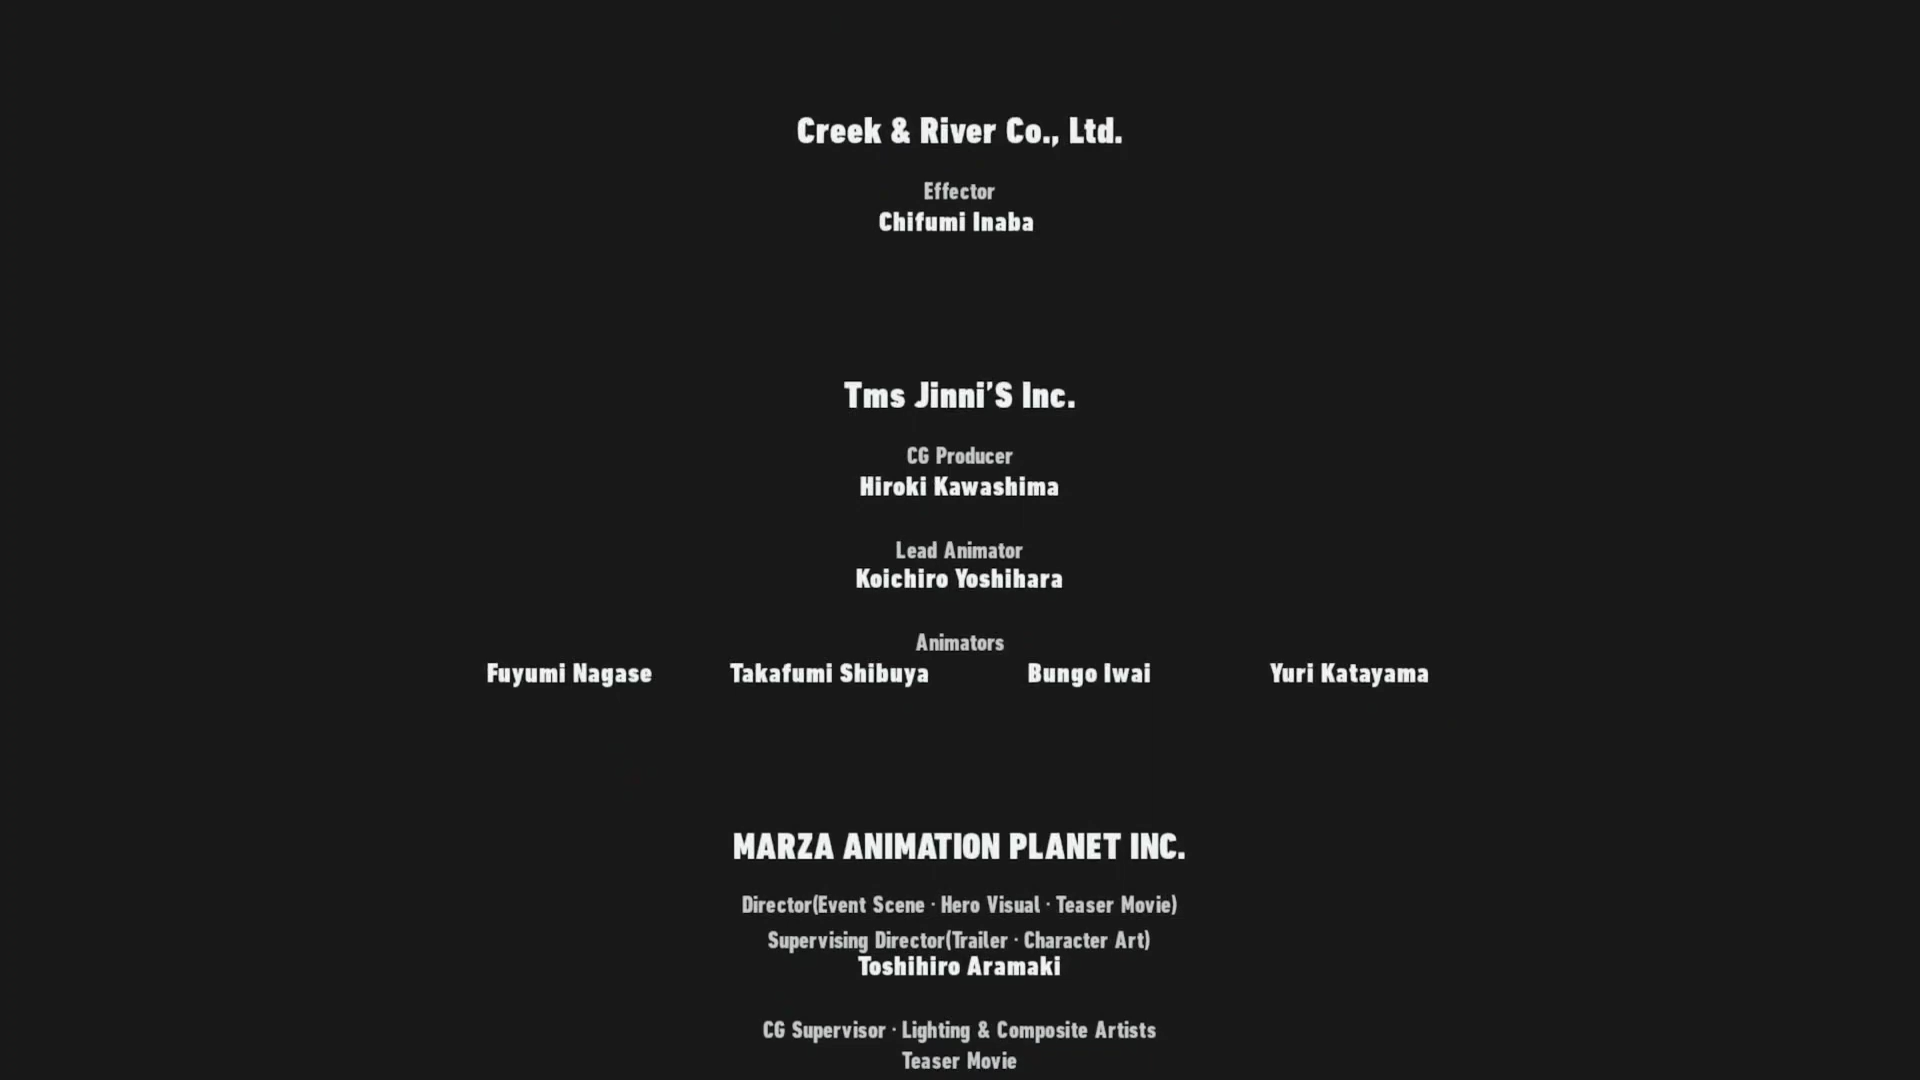 Creek & River Co., Ltd.
Effector
Chifumi Inaba
Tms Jinni'S Inc.
CG Producer
Hiroki Kawashima
Lead Animator
Koichiro Yoshihara
Animators
Fuyumi Nagase Takafumi Shibuya Bungo Iwai Yuri Katayama
MARZA ANIMATION PLANET INC.
Director(Event Scene · Hero Visual · Teaser Movie)
Supervising Director(Trailer · Character Art)
Toshihiro Aramaki
CG Supervisor · Lighting & Composite Artists
Teaser Movie